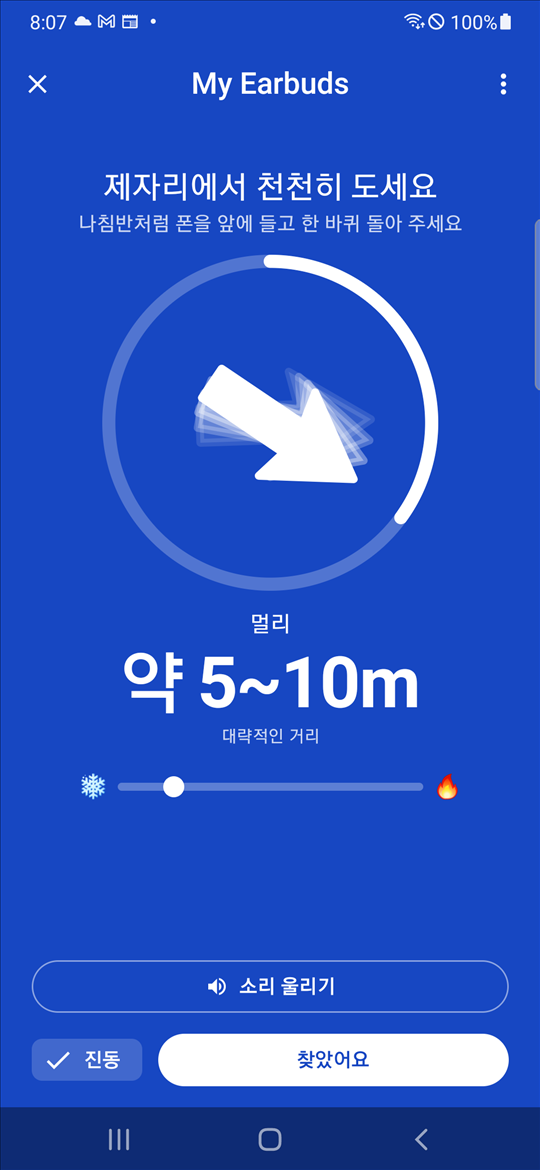 8:07
100%
My Earbuds
제자리에서 천천히 도세요
나침반처럼 폰을 앞에 들고 한 바퀴 돌아 주세요
멀리
약 5~10m
대략적인 거리
소리 울리기
진동
찾았어요